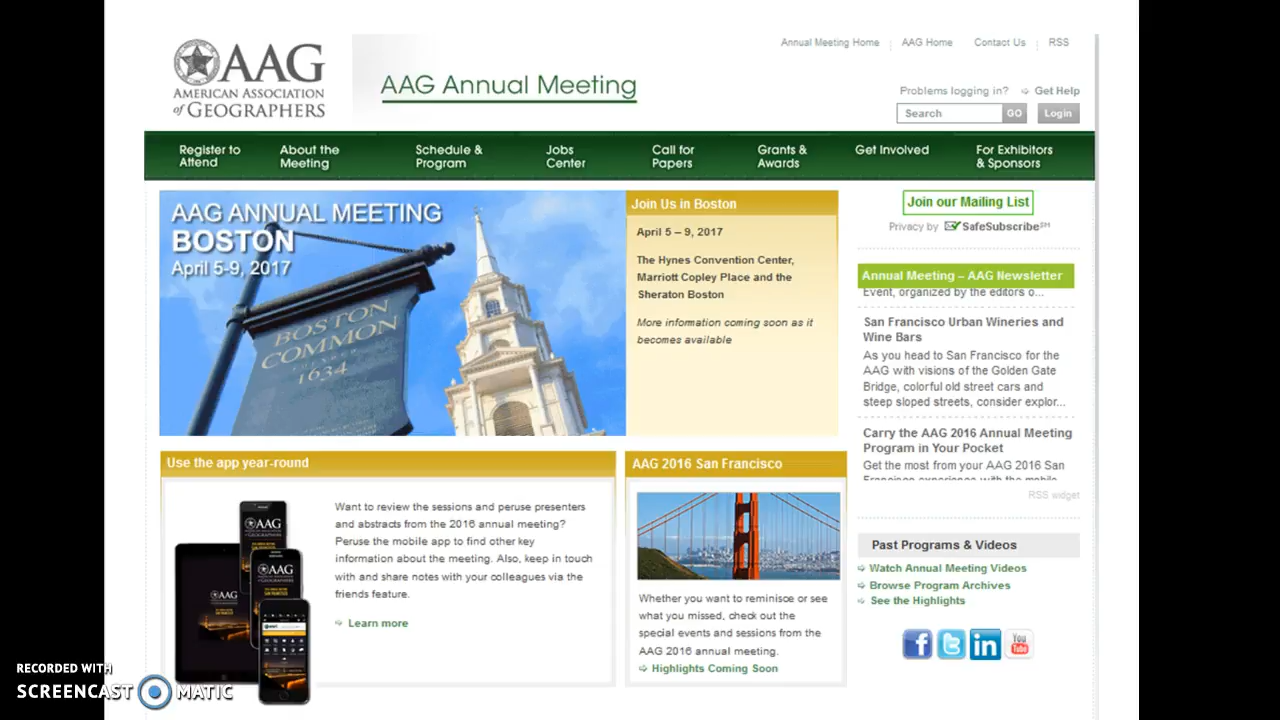 AAG
AMERICAN ASSOCIATION
of GEOGRAPHERS
AAG Annual Meeting
Annual Meeting Home
AAG Home
Contact Us
RSS
Problems logging in?
Get Help
Search
GO
Login
Register to
Attend
About the
Meeting
Schedule &
Program
Jobs
Center
Call for
Papers
Grants &
Awards
Get Involved
For Exhibitors
& Sponsors
AAG ANNUAL MEETING
BOSTON
April 5-9, 2017
BOSTON
COMMON
FOUNDED
1634
Join Us in Boston
April 5 – 9, 2017
The Hynes Convention Center,
Marriott Copley Place and the
Sheraton Boston
More information coming soon as it
becomes available
Join our Mailing List
Privacy by SafeSubscribe SM
Annual Meeting – AAG Newsletter
Event, organized by the editors o...
San Francisco Urban Wineries and
Wine Bars
As you head to San Francisco for the
AAG with visions of the Golden Gate
Bridge, colorful old street cars and
steep sloped streets, consider explor...
Carry the AAG 2016 Annual Meeting
Program in Your Pocket
Get the most from your AAG 2016 San
Francisco experience with the mobile
RSS widget
Use the app year-round
AAG
AAG
AAG
Want to review the sessions and peruse presenters
and abstracts from the 2016 annual meeting?
Peruse the mobile app to find other key
information about the meeting. Also, keep in touch
with and share notes with your colleagues via the
friends feature.
Learn more
AAG 2016 San Francisco
Whether you want to reminisce or see
what you missed, check out the
special events and sessions from the
AAG 2016 annual meeting.
Highlights Coming Soon
Past Programs & Videos
Watch Annual Meeting Videos
Browse Program Archives
See the Highlights
f
t
in
You
Tube
RECORDED WITH
SCREENCAST MATIC